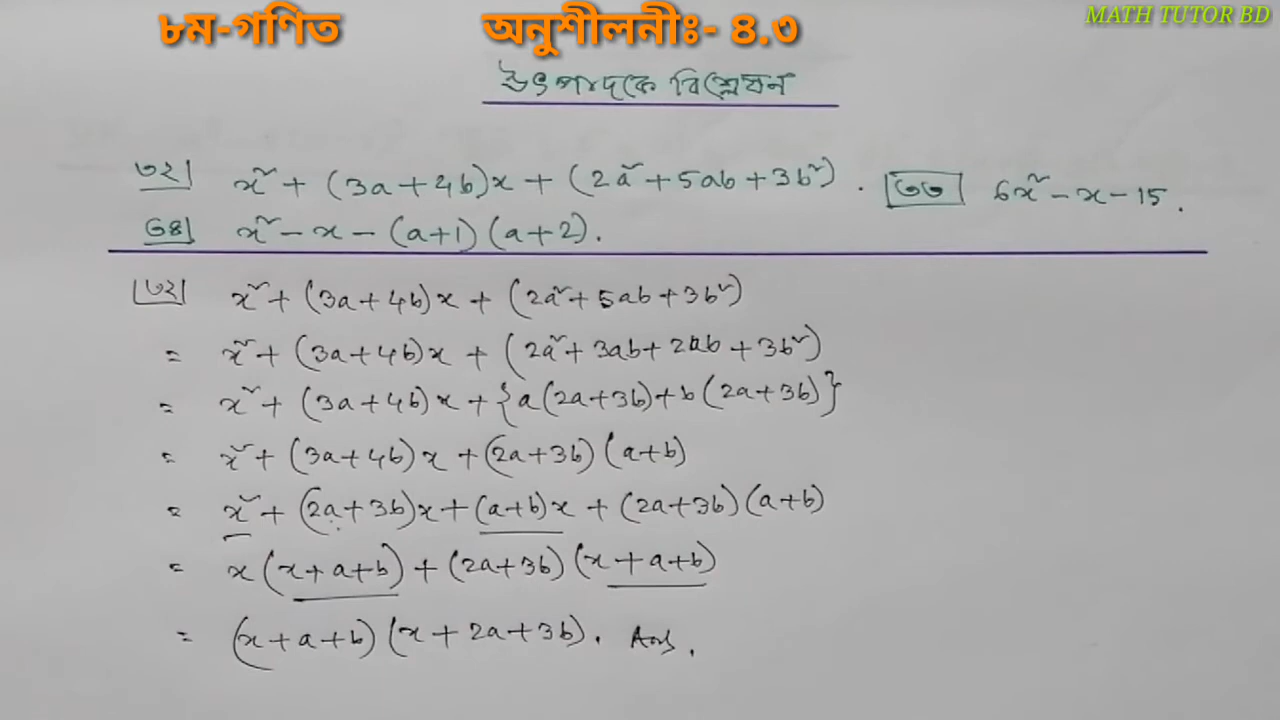 ৮ম-গণিত অনুশীলনীঃ- ৪.৩ MATH TUTOR BD
উৎপাদকে বিশ্লেষন
৩২। x² + (3a+4b)x + (2a² + 5ab + 3b²). ৩৩ 6x² - x - 15.
৩৪। x² - x - (a+1)(a+2).
৩২। x² + (3a+4b)x + (2a² + 5ab + 3b²)
= x² + (3a+4b)x + (2a² + 3ab + 2ab + 3b²)
= x² + (3a+4b)x + {a(2a+3b) + b(2a+3b)}
= x² + (3a+4b)x + (2a+3b)(a+b)
= x² + (2a+3b)x + (a+b)x + (2a+3b)(a+b)
= x(x+a+b) + (2a+3b)(x+a+b)
= (x+a+b)(x+2a+3b). Ans.